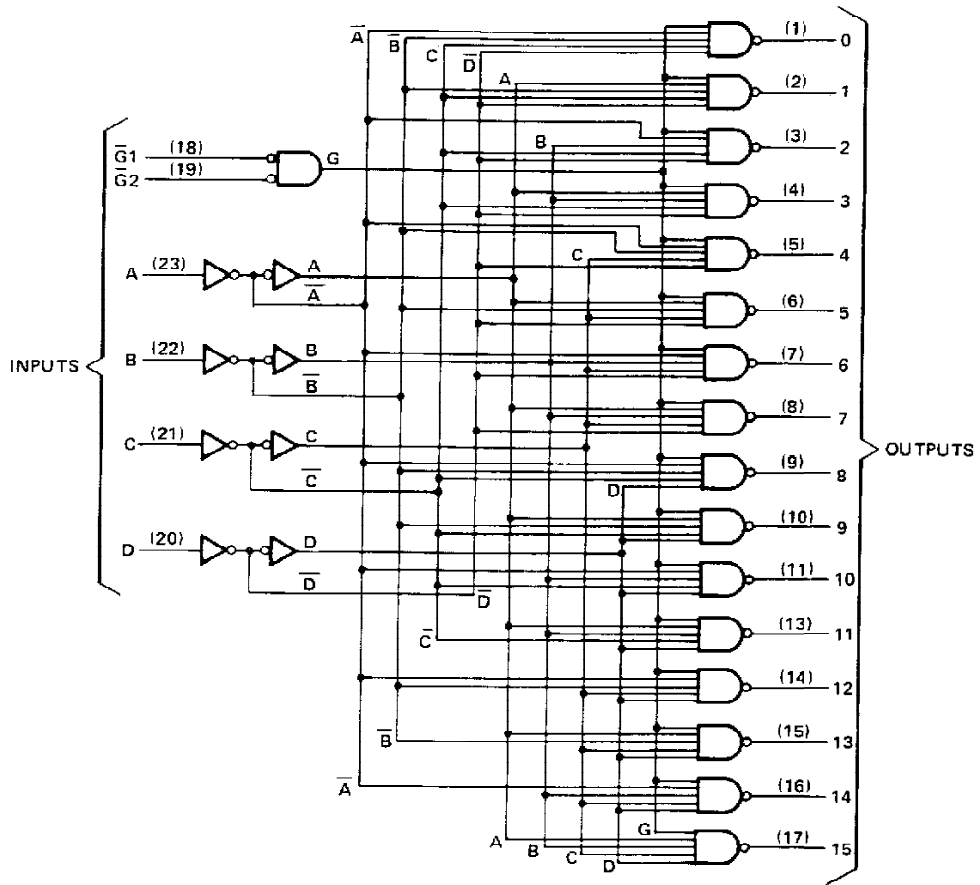 A̅
B̅
C
D̅
(1)
0
A
(2)
1
B
(3)
2
G̅1
(18)
G̅2
(19)
G
(4)
3
C
(5)
4
A
(23)
A
A̅
(6)
5
INPUTS
B
(22)
B
B̅
(7)
6
(8)
7
C
(21)
C
C̅
OUTPUTS
D
(9)
8
(10)
9
D
(20)
D
D̅
D̅
(11)
10
C̅
(13)
11
(14)
12
B̅
(15)
13
A̅
(16)
14
G
A
B
C
D
(17)
15